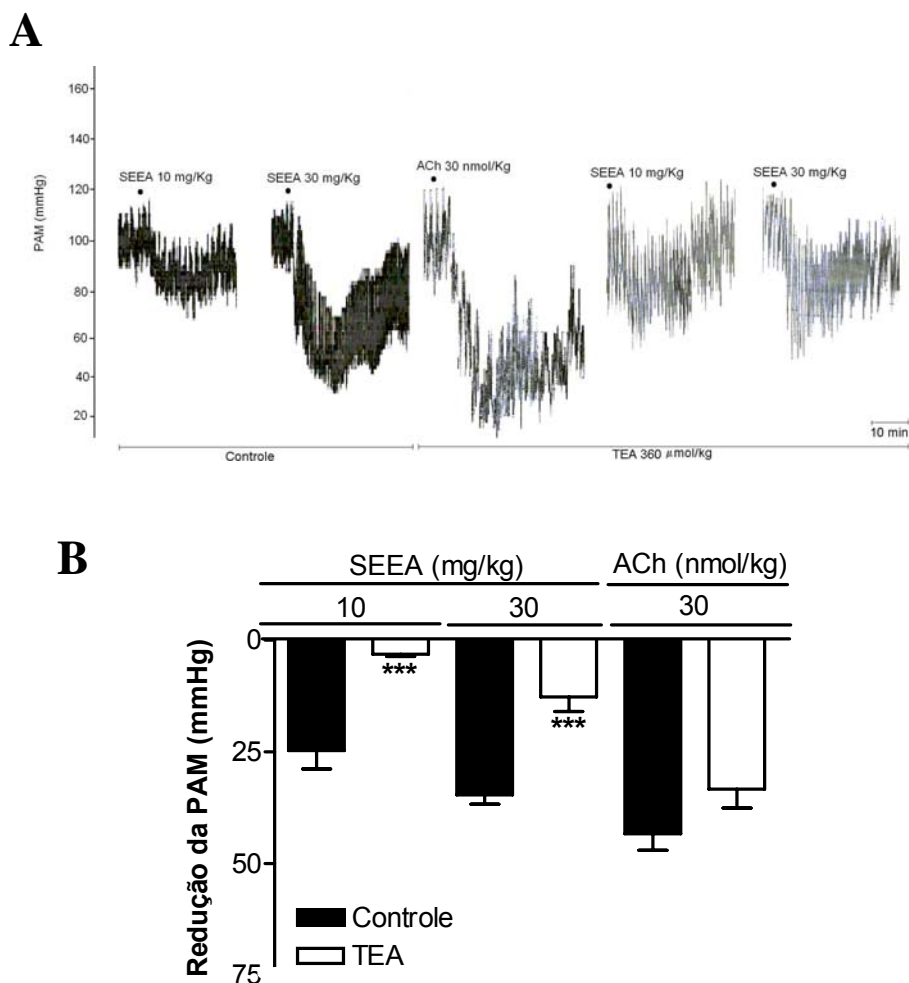 A
PAM (mmHg)
160
140
120
100
80
60
40
20
SEEA 10 mg/Kg
SEEA 30 mg/Kg
ACh 30 nmol/Kg
SEEA 10 mg/Kg
SEEA 30 mg/Kg
10 min
Controle
TEA 360 μmol/kg
B
SEEA (mg/kg)
ACh (nmol/kg)
10
30
30
Redução da PAM (mmHg)
0
25
50
75
***
***
Controle
TEA